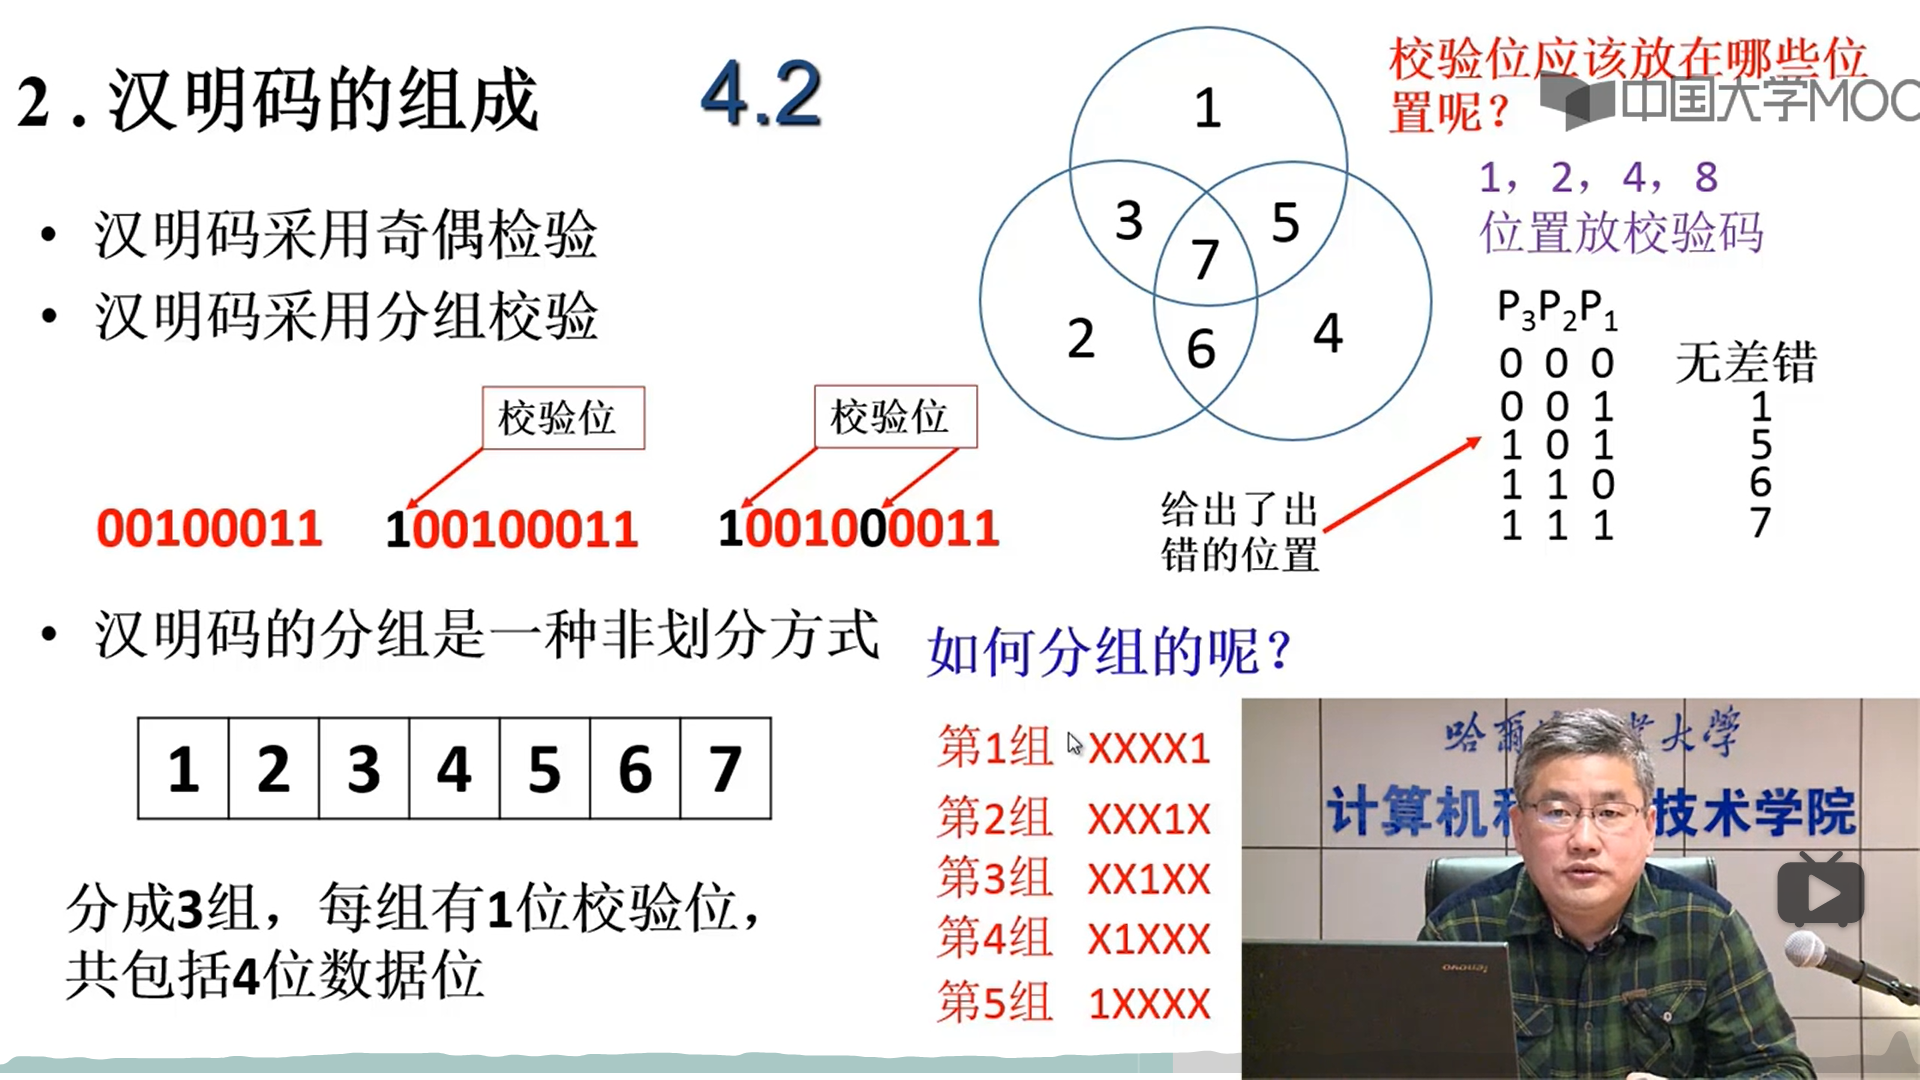 2 . 汉明码的组成
4.2
• 汉明码采用奇偶检验
• 汉明码采用分组校验
校验位
校验位
00100011
100100011
1001000011
• 汉明码的分组是一种非划分方式
1 2 3 4 5 6 7
分成3组，每组有1位校验位，
共包括4位数据位
1
3
7
5
2
6
4
校验位应该放在哪些位
置呢？
中国大学MOO
1，2，4，8
位置放校验码
P3P2P1
0 0 0 无差错
0 0 1 1
1 0 1 5
1 1 0 6
1 1 1 7
给出了出
错的位置
如何分组的呢？
第1组 XXXX1
第2组 XXX1X
第3组 XX1XX
第4组 X1XXX
第5组 1XXXX
哈尔 大学
计算机 技术学院
lenovo